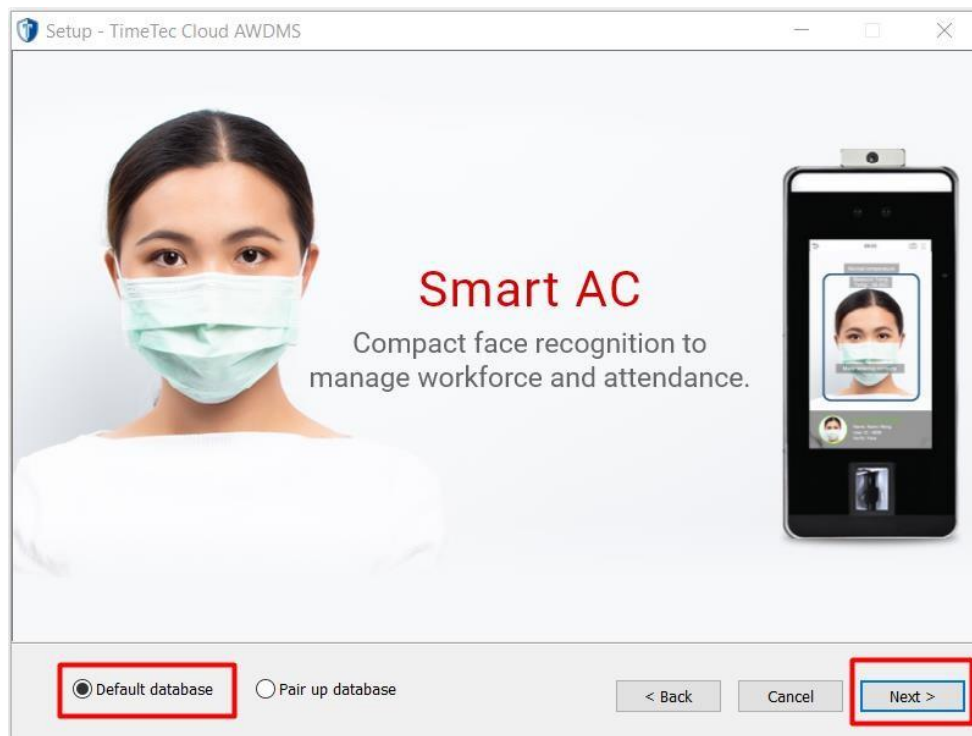 Setup - TimeTec Cloud AWDMS
Smart AC
Compact face recognition to
manage workforce and attendance.
Default database
Pair up database
< Back
Cancel
Next >